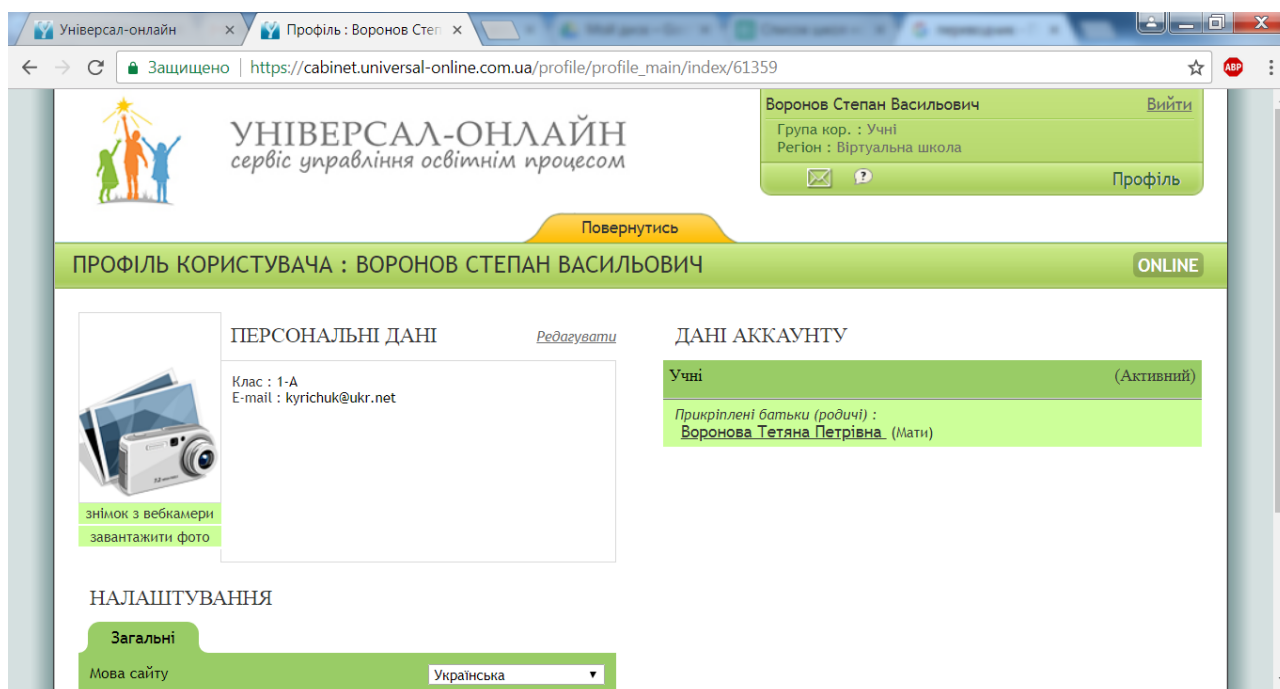 Універсал-онлайн
Профіль : Воронов Степ
Защищено | https://cabinet.universal-online.com.ua/profile/profile_main/index/61359
ABP
УНІВЕРСАЛ-ОНЛАЙН
сервіс управління освітнім процесом
Воронов Степан Васильович Вийти
Група кор. : Учні
Регіон : Віртуальна школа
Профіль
Повернутись
ПРОФІЛЬ КОРИСТУВАЧА : ВОРОНОВ СТЕПАН ВАСИЛЬОВИЧ ONLINE
ПЕРСОНАЛЬНІ ДАНІ Редагувати
Клас : 1-А
E-mail : kyrichuk@ukr.net
знімок з вебкамери
завантажити фото
ДАНІ АККАУНТУ
Учні (Активний)
Прикріплені батьки (родичі) :
Воронова Тетяна Петрівна (Мати)
НАЛАШТУВАННЯ
Загальні
Мова сайту Українська